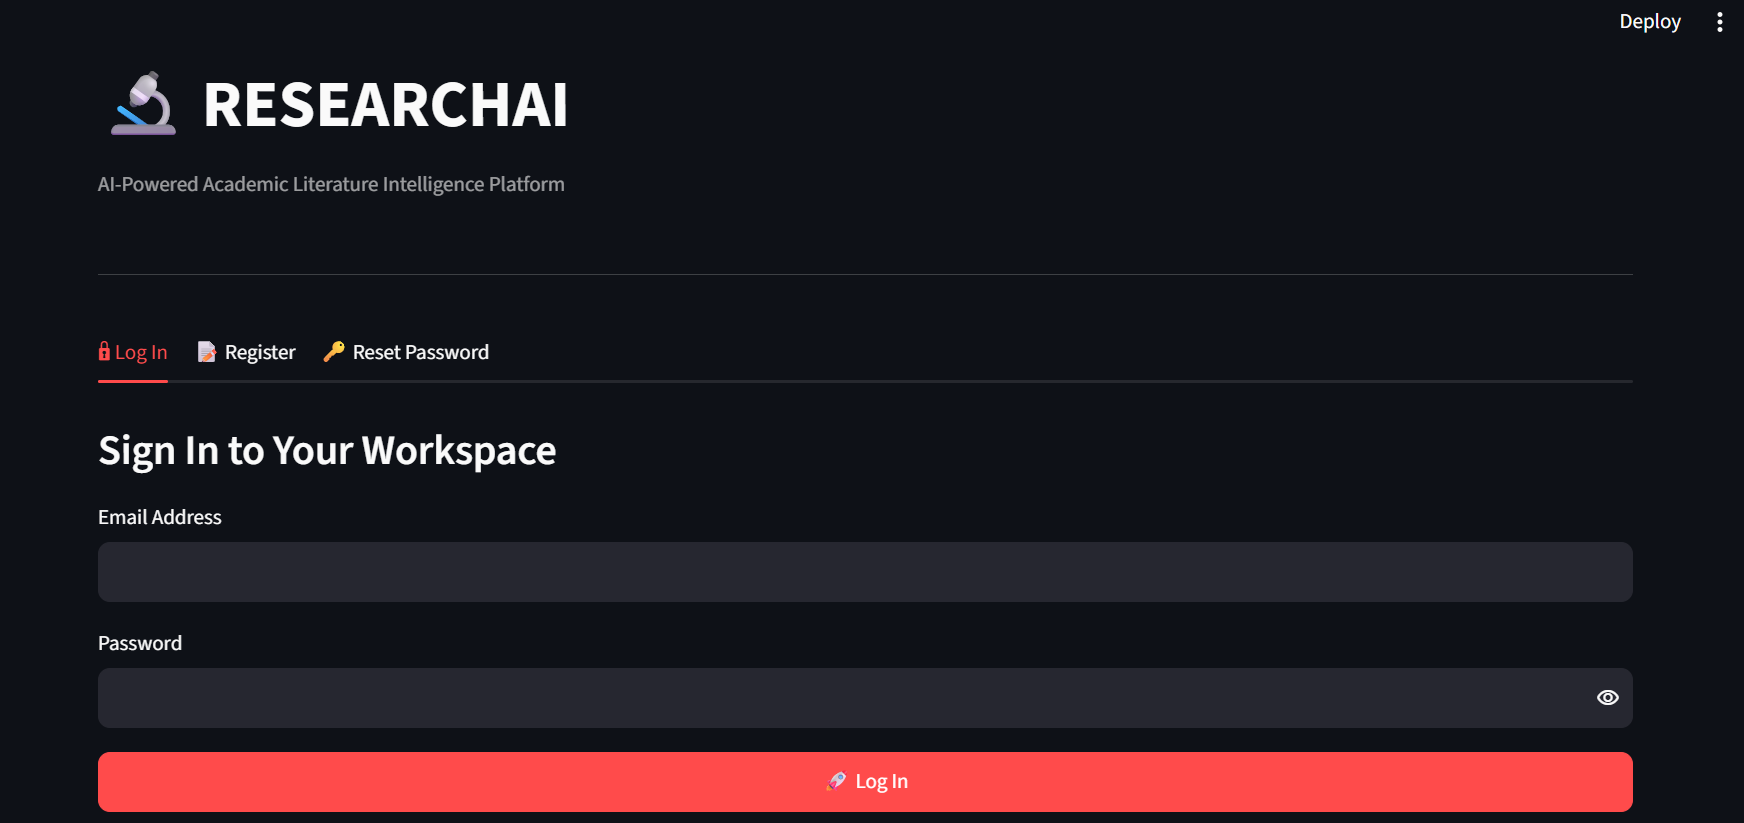 Deploy
RESEARCHAI
AI-Powered Academic Literature Intelligence Platform
Log In
Register
Reset Password
Sign In to Your Workspace
Email Address
Password
Log In